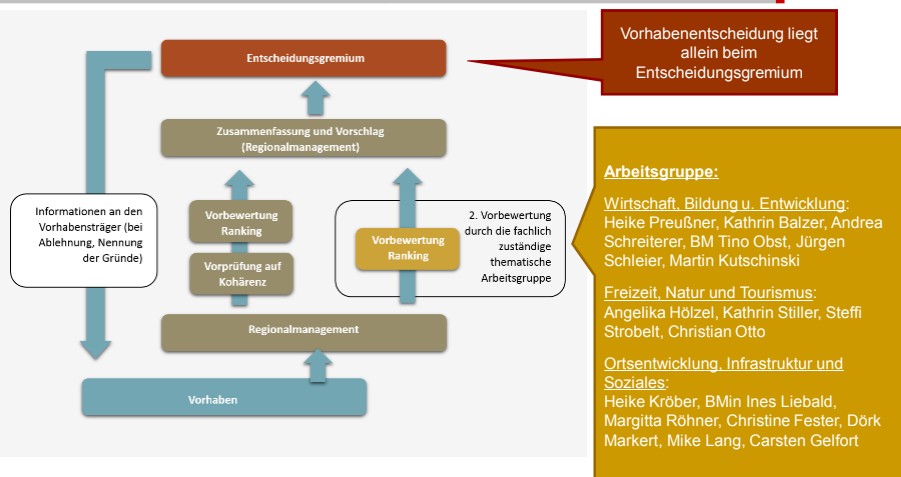 Vorhabenentscheidung liegt
allein beim
Entscheidungsgremium
Entscheidungsgremium
Zusammenfassung und Vorschlag
(Regionalmanagement)
Informationen an den
Vorhabensträger (bei
Ablehnung, Nennung
der Gründe)
Vorbewertung
Ranking
Vorprüfung auf
Kohärenz
Vorbewertung
Ranking
2. Vorbewertung
durch die fachlich
zuständige
thematische
Arbeitsgruppe
Regionalmanagement
Vorhaben
Arbeitsgruppe:
Wirtschaft, Bildung u. Entwicklung:
Heike Preußner, Kathrin Balzer, Andrea
Schreiterer, BM Tino Obst, Jürgen
Schleier, Martin Kutschinski
Freizeit, Natur und Tourismus:
Angelika Hölzel, Kathrin Stiller, Steffi
Strobelt, Christian Otto
Ortsentwicklung, Infrastruktur und
Soziales:
Heike Kröber, BMin Ines Liebald,
Margitta Röhner, Christine Fester, Dörk
Markert, Mike Lang, Carsten Gelfort